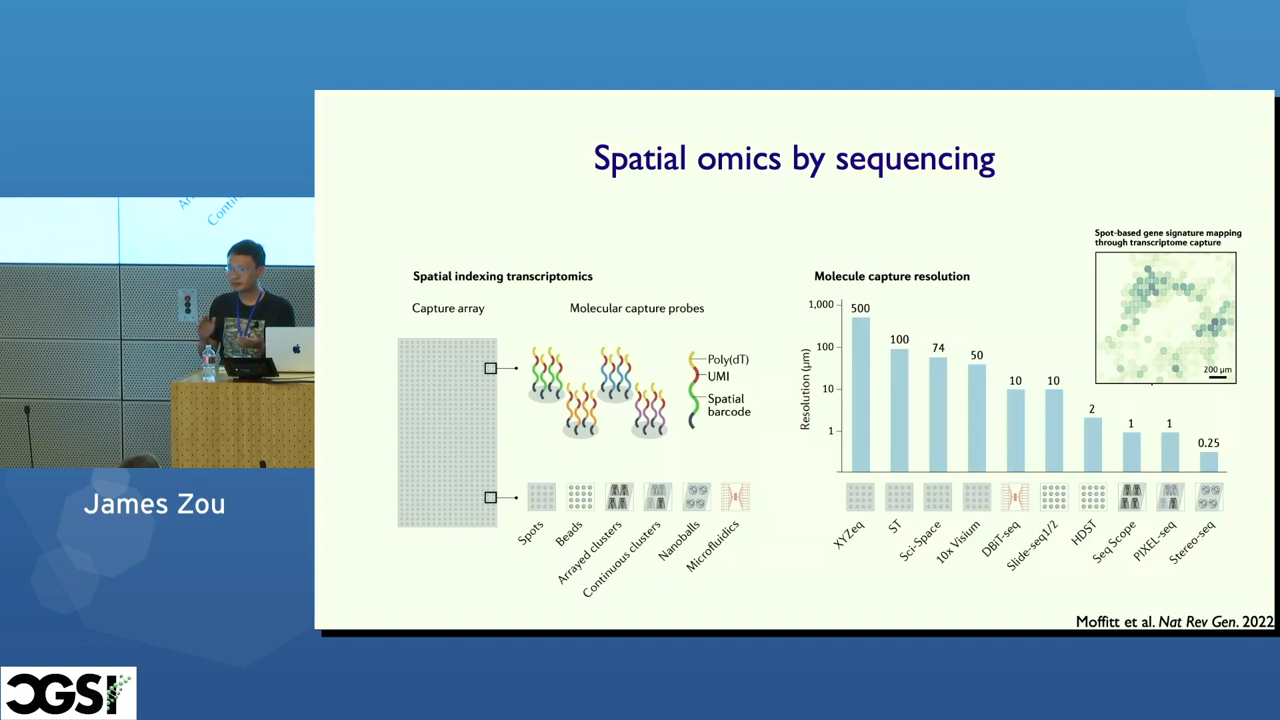 Spatial omics by sequencing
Spot-based gene signature mapping
through transcriptome capture
200 μm
Spatial indexing transcriptomics
Capture array
Molecular capture probes
Poly(dT)
UMI
Spatial
barcode
Spots
Beads
Arrayed clusters
Continuous clusters
Nanoballs
Microfluidics
Molecule capture resolution
Resolution (μm)
1,000
100
10
1
500
100
74
50
10
10
2
1
1
0.25
XYZeq
ST
Sci-Space
10x Visium
DBiT-seq
Slide-seq1/2
HDST
Seq Scope
PIXEL-seq
Stereo-seq
Moffitt et al. Nat Rev Gen. 2022
James Zou
CGSI